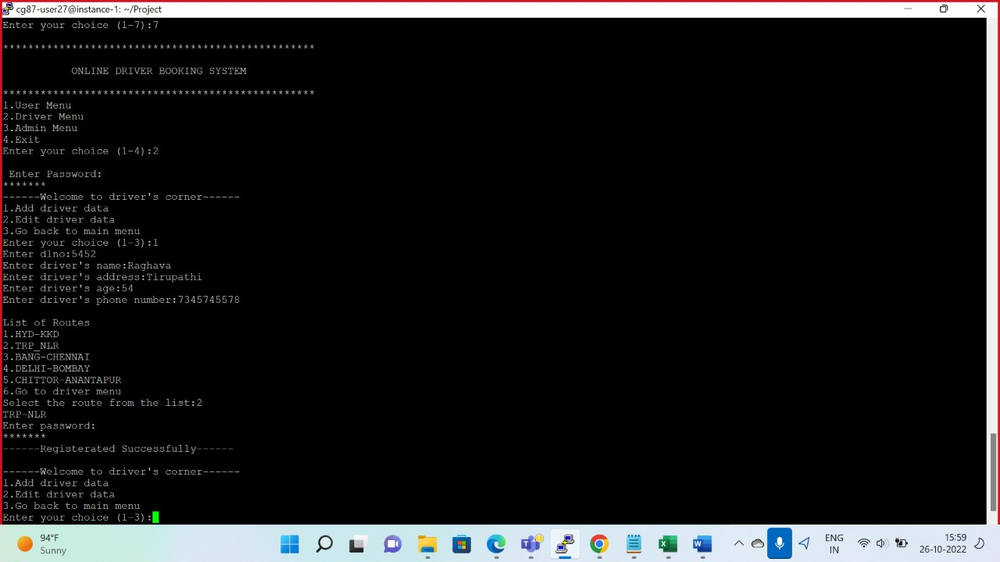 cg87-user27@instance-1: ~/Project
Enter your choice (1-7):7
**************************************************
ONLINE DRIVER BOOKING SYSTEM
**************************************************
1.User Menu
2.Driver Menu
3.Admin Menu
4.Exit
Enter your choice (1-4):2
Enter Password:
*******
------Welcome to driver's corner------
1.Add driver data
2.Edit driver data
3.Go back to main menu
Enter your choice (1-3):1
Enter dlno:5452
Enter driver's name:Raghava
Enter driver's address:Tirupathi
Enter driver's age:54
Enter driver's phone number:7345745578
List of Routes
1.HYD-KKD
2.TRP_NLR
3.BANG-CHENNAI
4.DELHI-BOMBAY
5.CHITTOR-ANANTAPUR
6.Go to driver menu
Select the route from the list:2
TRP-NLR
Enter password:
*******
------Registerated Successfully------
------Welcome to driver's corner------
1.Add driver data
2.Edit driver data
3.Go back to main menu
Enter your choice (1-3):
94°F
Sunny
ENG
IN
15:59
26-10-2022